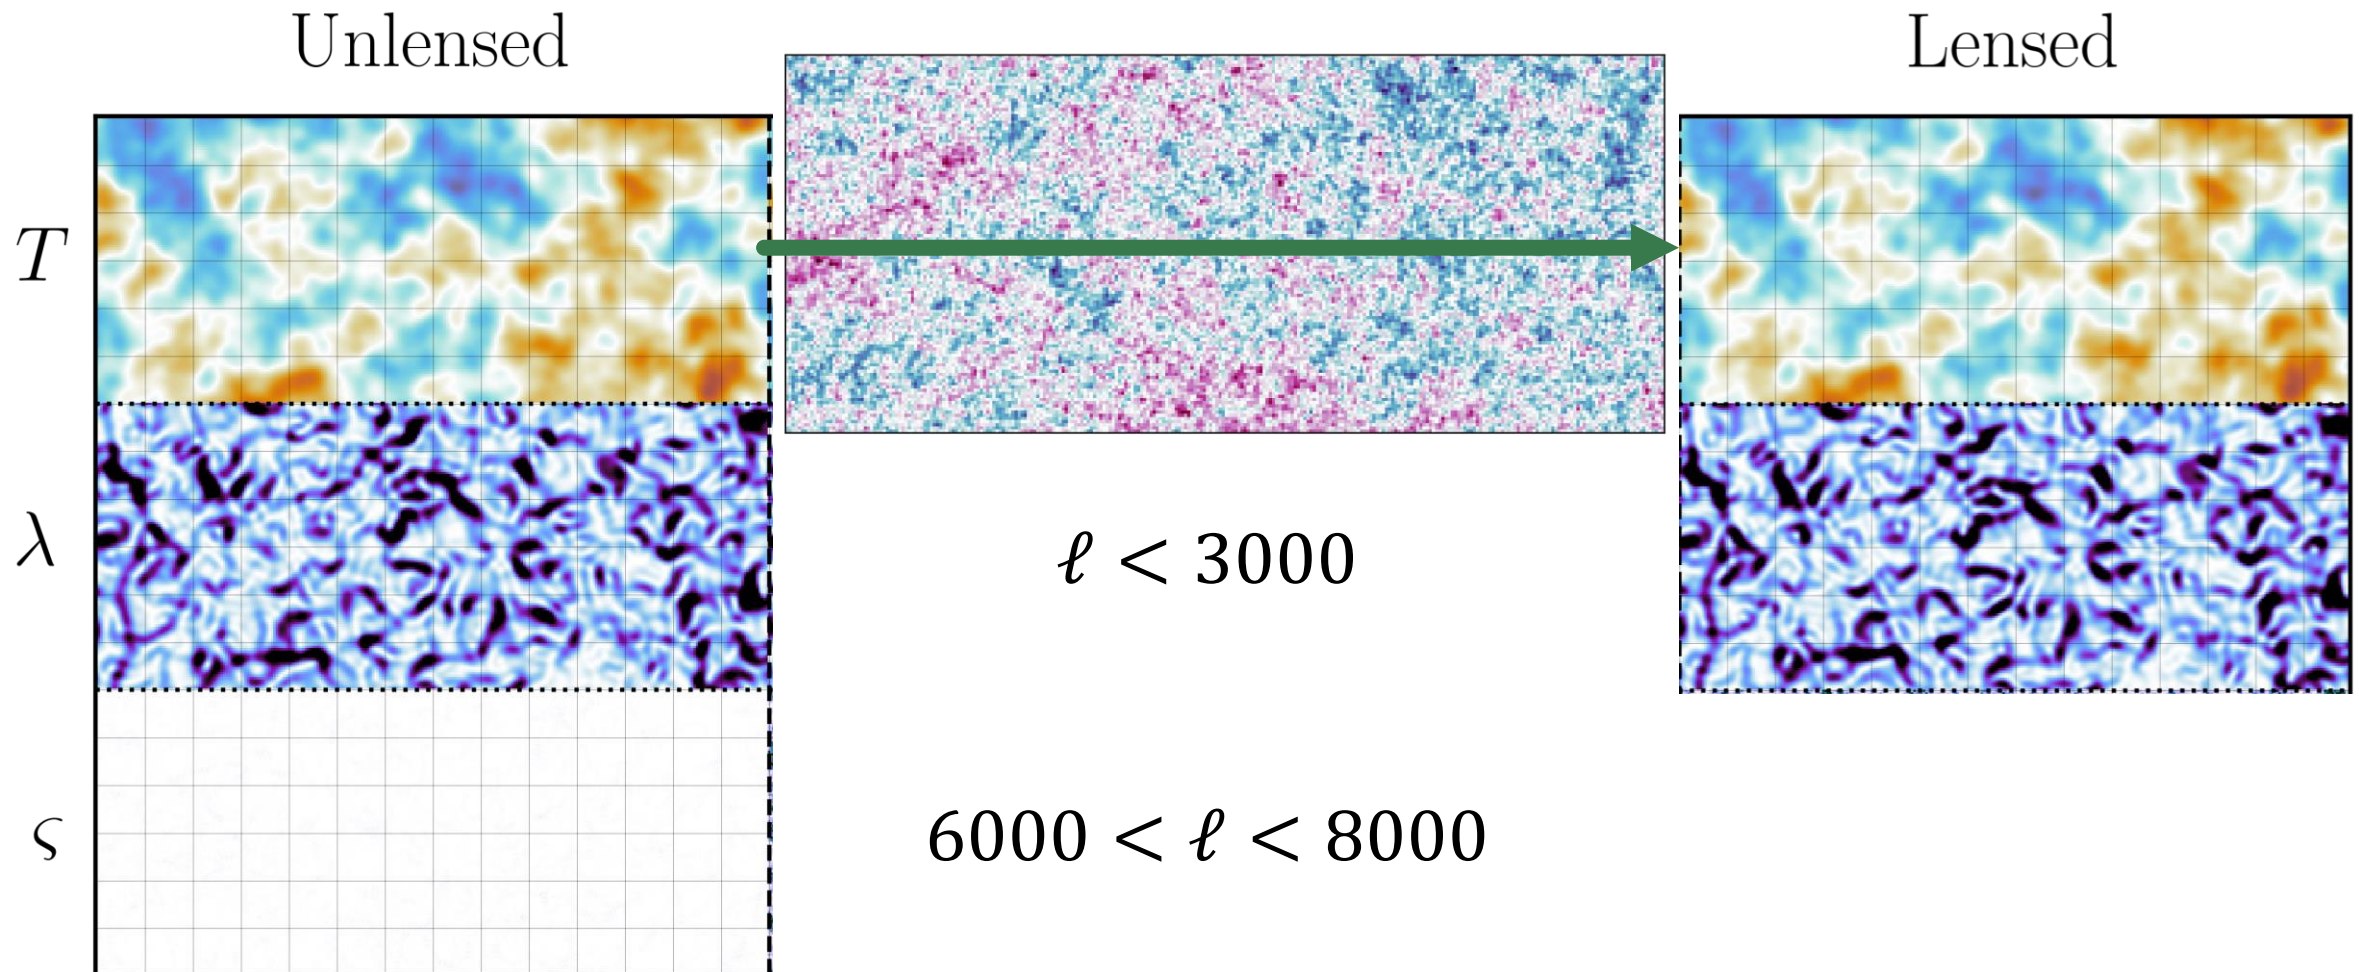 Unlensed
Lensed
T
λ
ℓ < 3000
ς
6000 < ℓ < 8000